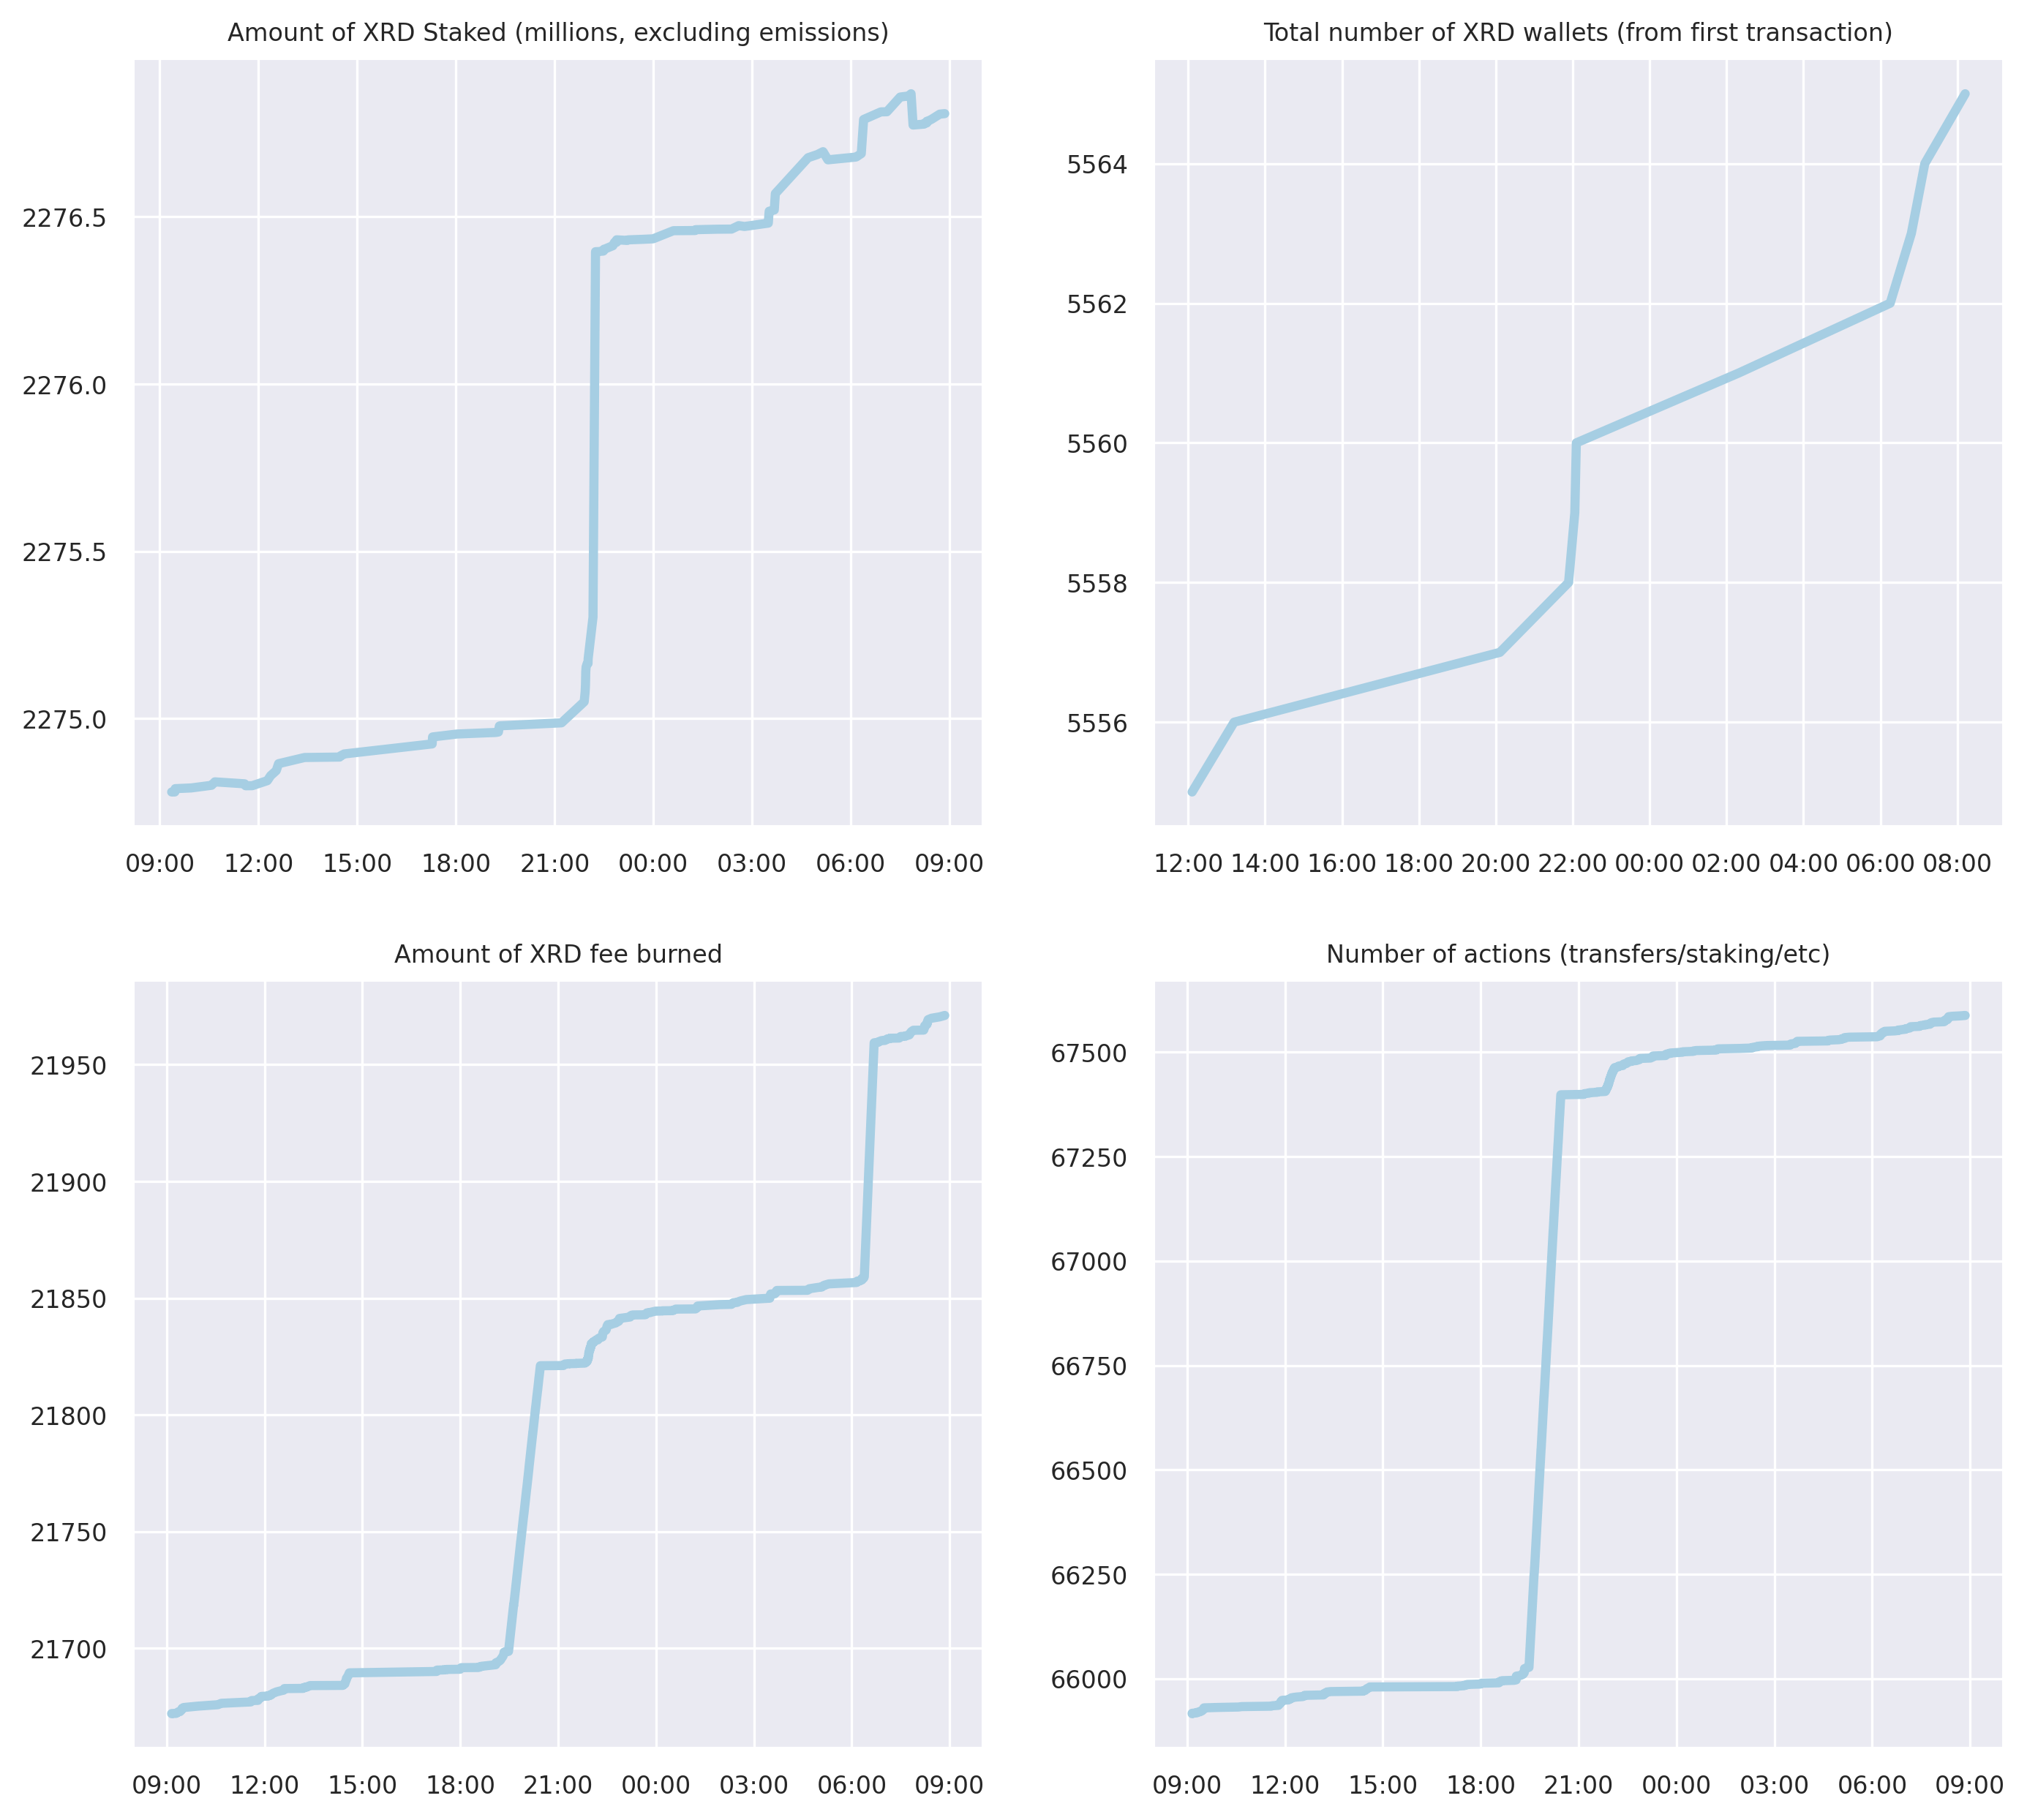 Amount of XRD Staked (millions, excluding emissions)
2276.5
2276.0
2275.5
2275.0
09:00 12:00 15:00 18:00 21:00 00:00 03:00 06:00 09:00
Total number of XRD wallets (from first transaction)
5564
5562
5560
5558
5556
12:00 14:00 16:00 18:00 20:00 22:00 00:00 02:00 04:00 06:00 08:00
Amount of XRD fee burned
21950
21900
21850
21800
21750
21700
09:00 12:00 15:00 18:00 21:00 00:00 03:00 06:00 09:00
Number of actions (transfers/staking/etc)
67500
67250
67000
66750
66500
66250
66000
09:00 12:00 15:00 18:00 21:00 00:00 03:00 06:00 09:00